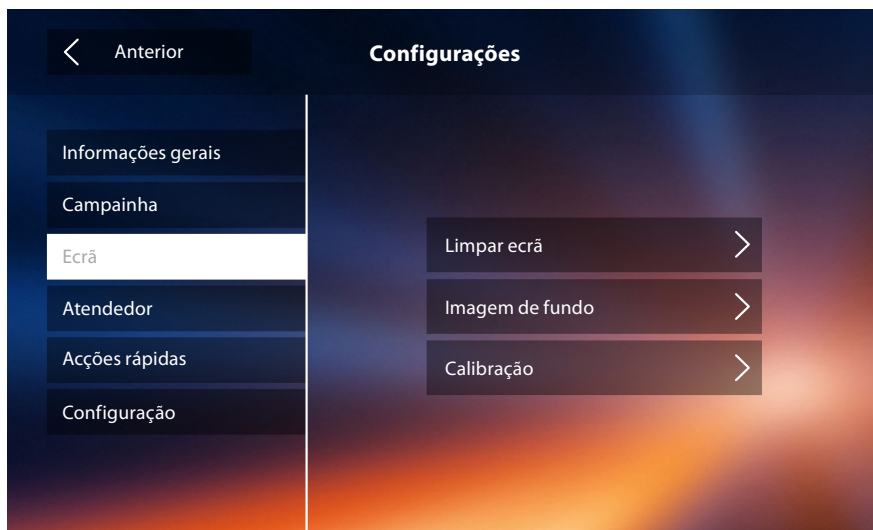 Anterior
Configurações
Informações gerais
Campainha
Ecrã
Atendedor
Acções rápidas
Configuração
Limpar ecrã
Imagem de fundo
Calibração